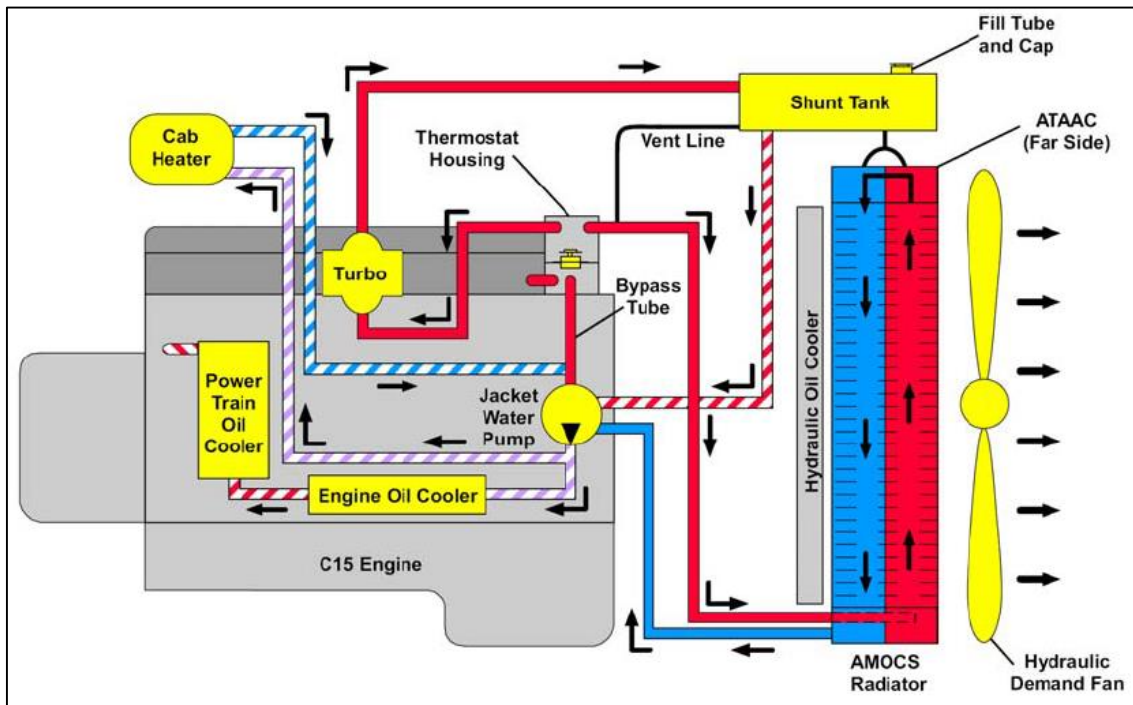 Fill Tube
and Cap
Shunt Tank
ATAAC
(Far Side)
Cab
Heater
Thermostat
Housing
Vent Line
Turbo
Bypass
Tube
Hydraulic Oil Cooler
Power
Train
Oil
Cooler
Jacket
Water
Pump
Engine Oil Cooler
C15 Engine
AMOCS
Radiator
Hydraulic
Demand Fan